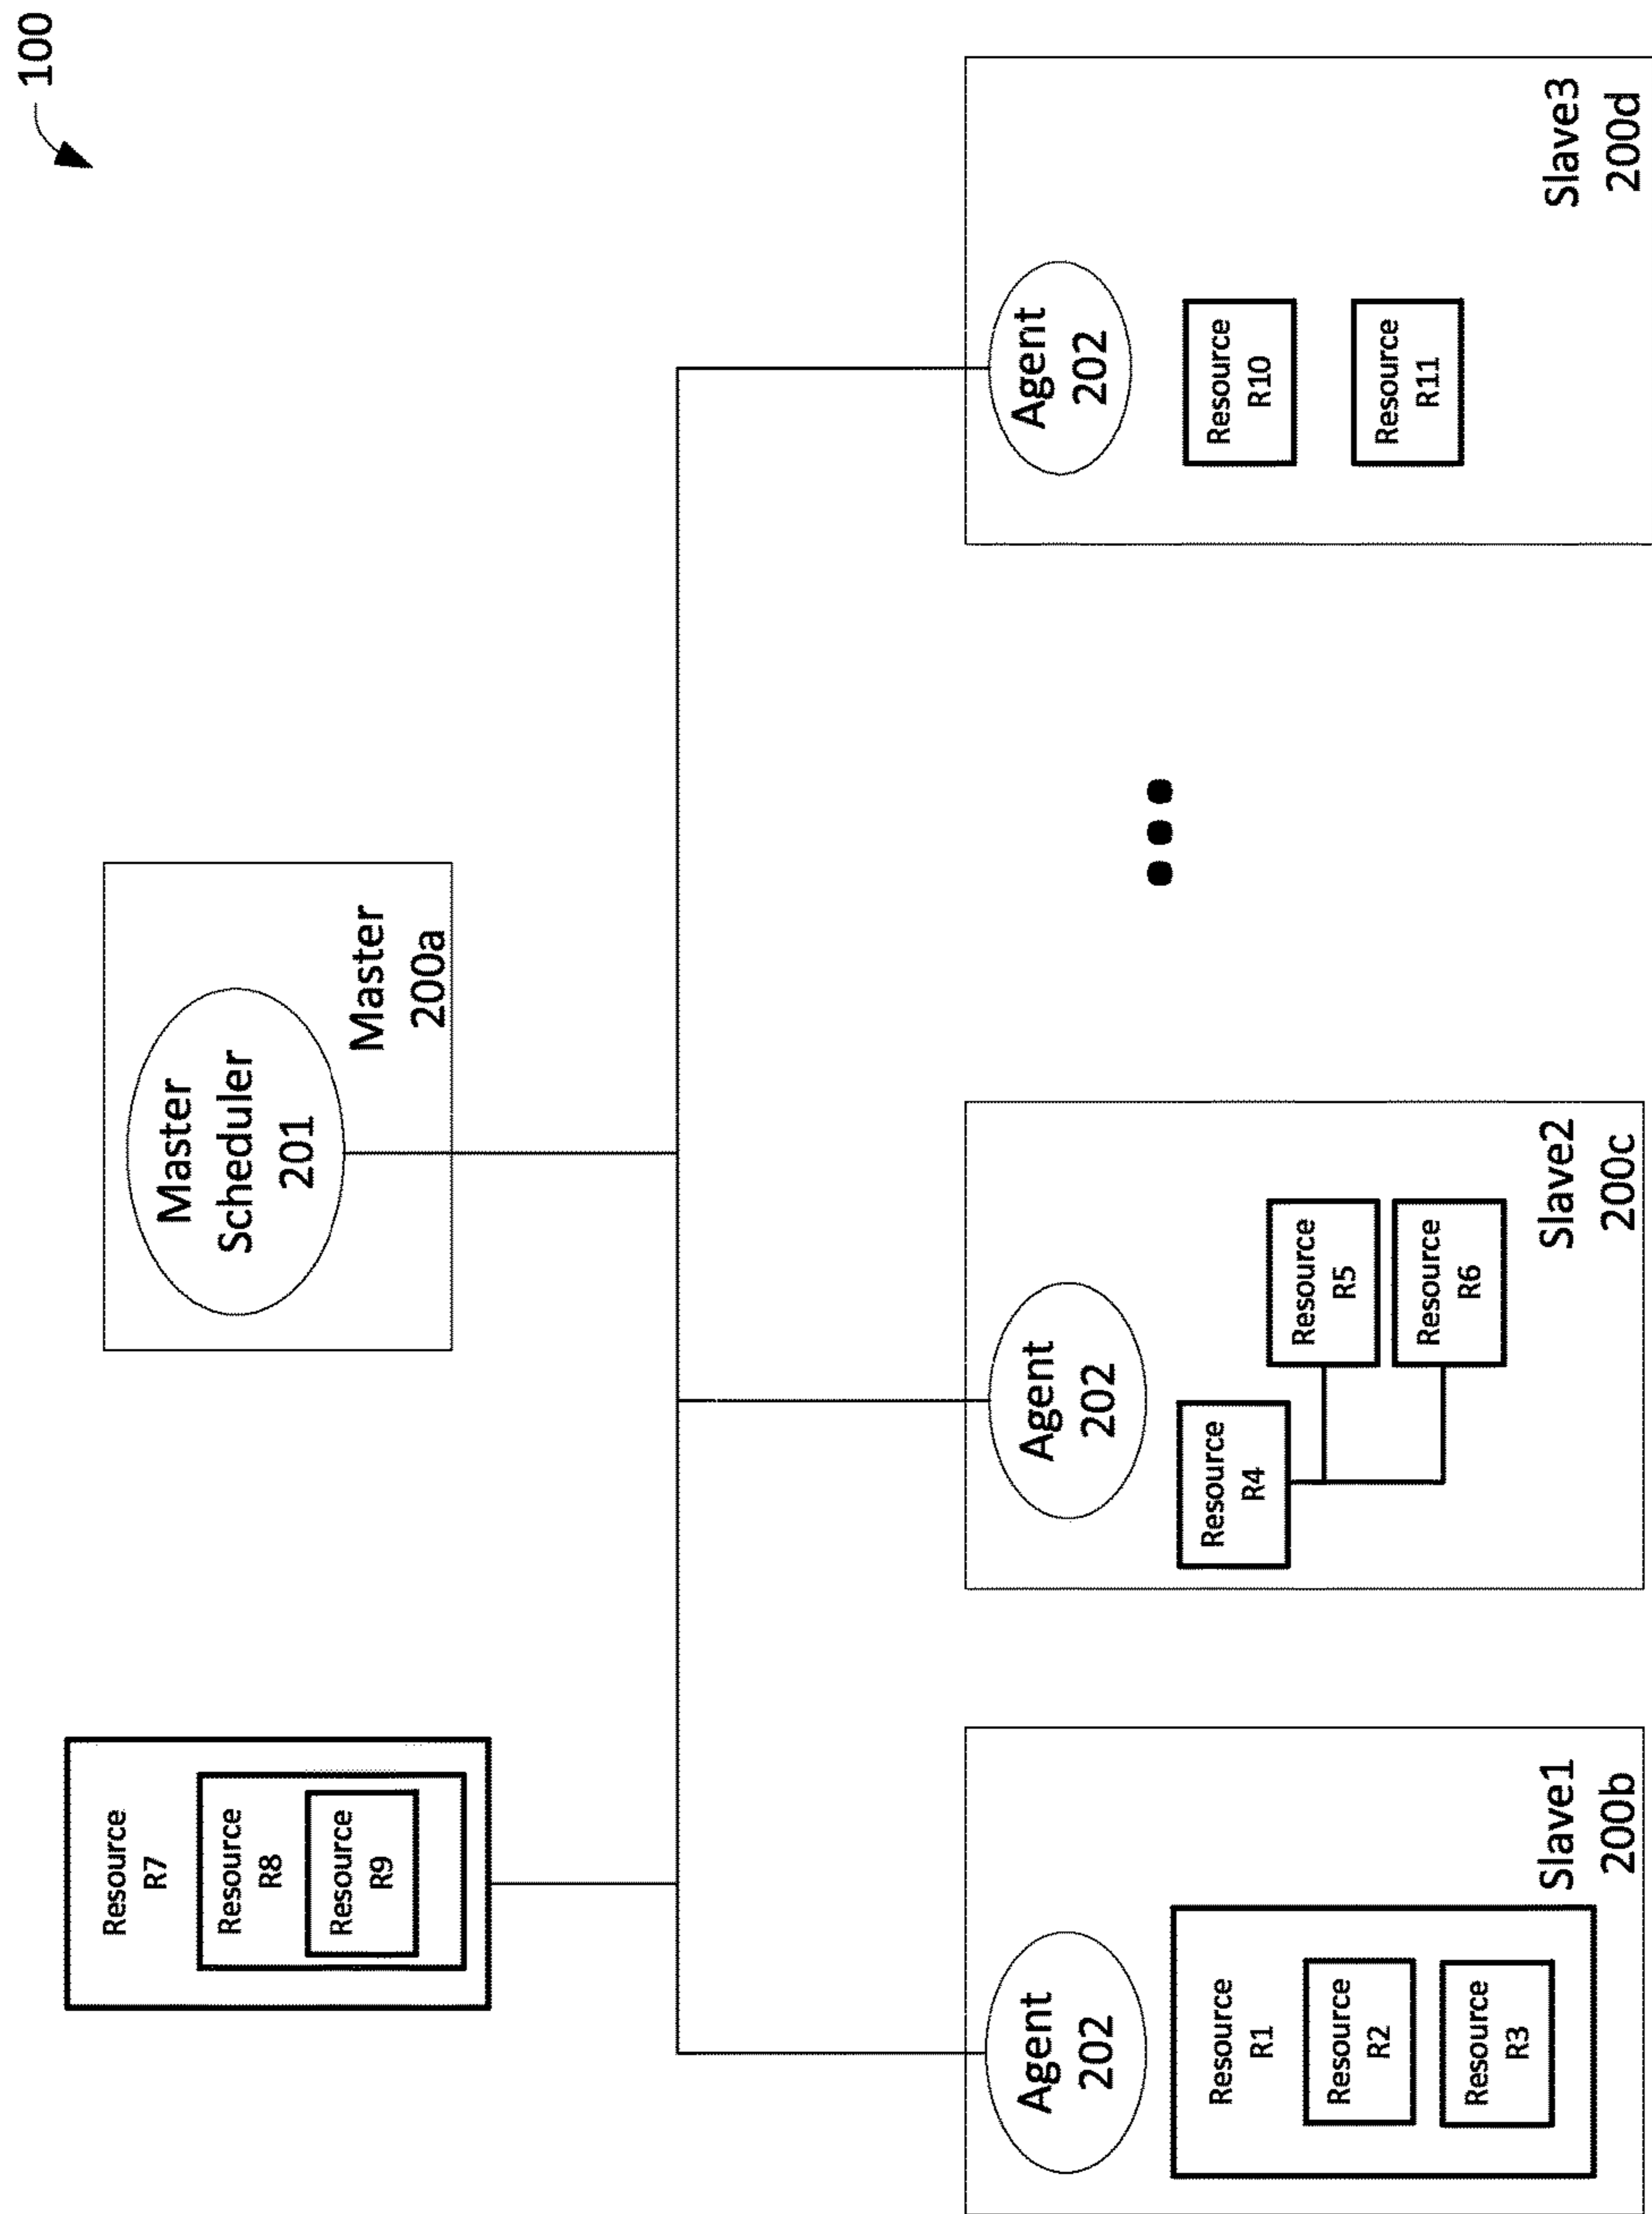 100
Resource
R7
Resource
R8
Resource
R9
Master
Scheduler
201
Master
200a
Agent
202
Resource
R1
Resource
R2
Resource
R3
Slave1
200b
Agent
202
Resource
R4
Resource
R5
Resource
R6
Slave2
200c
Agent
202
Resource
R10
Resource
R11
Slave3
200d